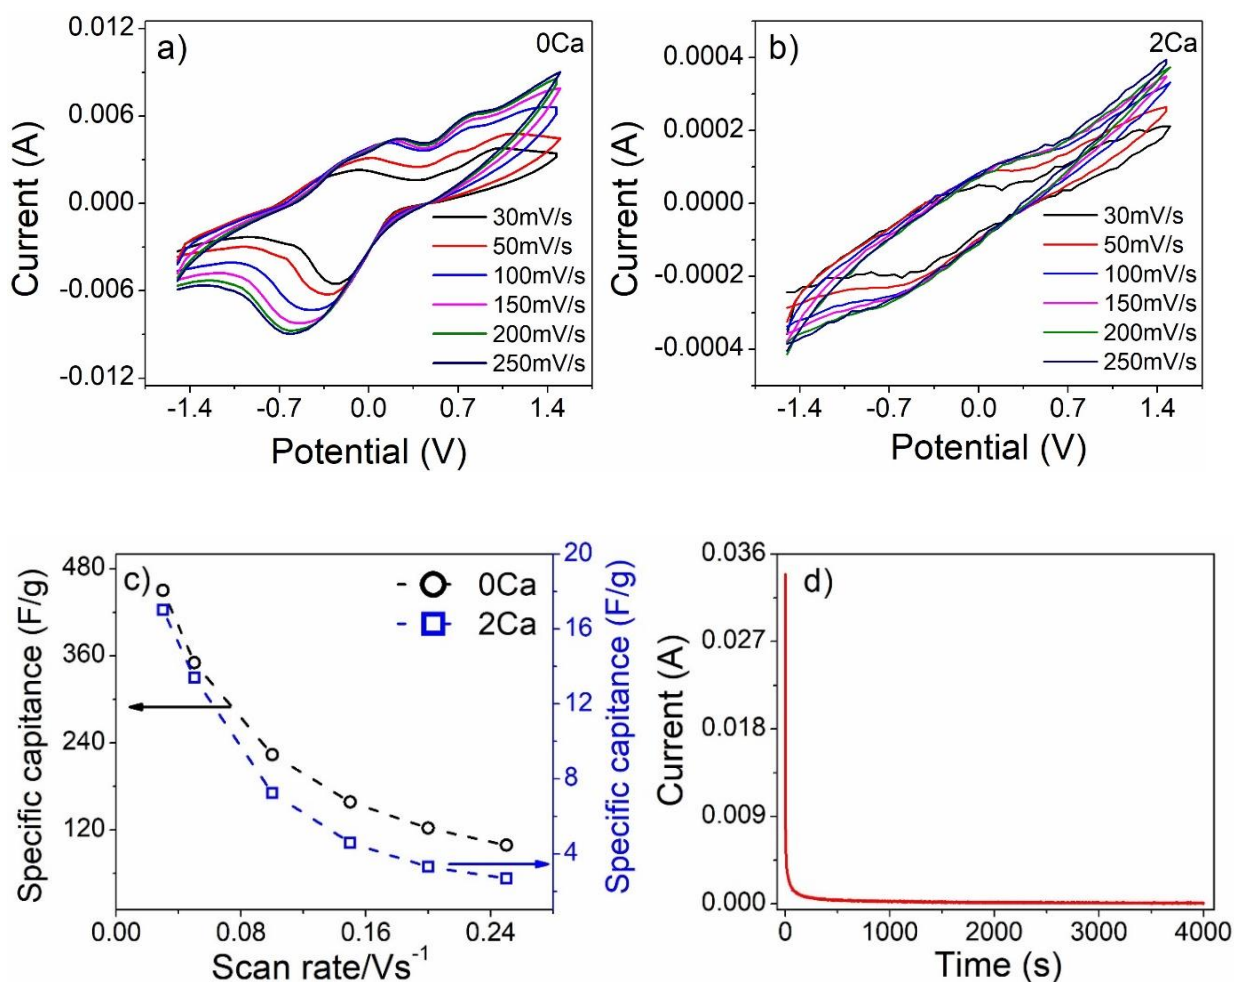 a)
0Ca
0.012
0.006
0.000
-0.006
-0.012
Current (A)
30mV/s
50mV/s
100mV/s
150mV/s
200mV/s
250mV/s
-1.4 -0.7 0.0 0.7 1.4
Potential (V)
b)
2Ca
0.0004
0.0002
0.0000
-0.0002
-0.0004
Current (A)
30mV/s
50mV/s
100mV/s
150mV/s
200mV/s
250mV/s
-1.4 -0.7 0.0 0.7 1.4
Potential (V)
c)
0Ca
2Ca
480
360
240
120
Specific capitance (F/g)
20
16
12
8
4
Specific capitance (F/g)
0.00 0.08 0.16 0.24
Scan rate/Vs-1
d)
0.036
0.027
0.018
0.009
0.000
Current (A)
0 1000 2000 3000 4000
Time (s)